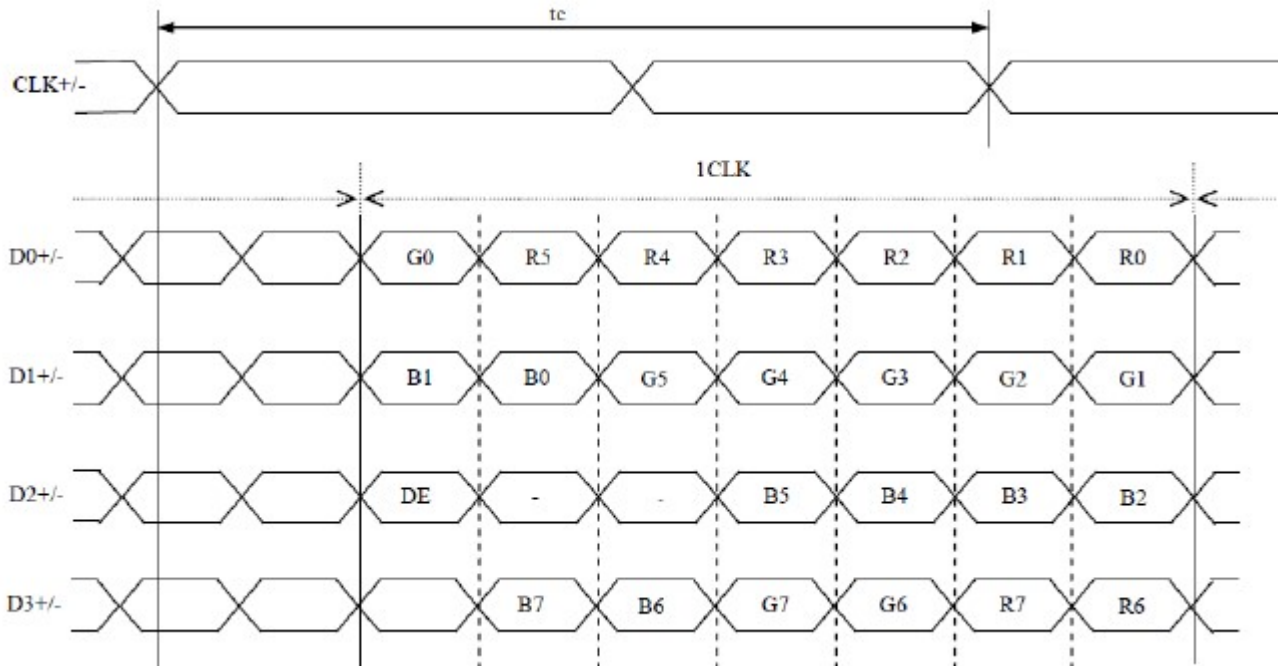 tc
CLK+/-
1CLK
D0+/- G0 R5 R4 R3 R2 R1 R0
D1+/- B1 B0 G5 G4 G3 G2 G1
D2+/- DE - - B5 B4 B3 B2
D3+/- B7 B6 G7 G6 R7 R6